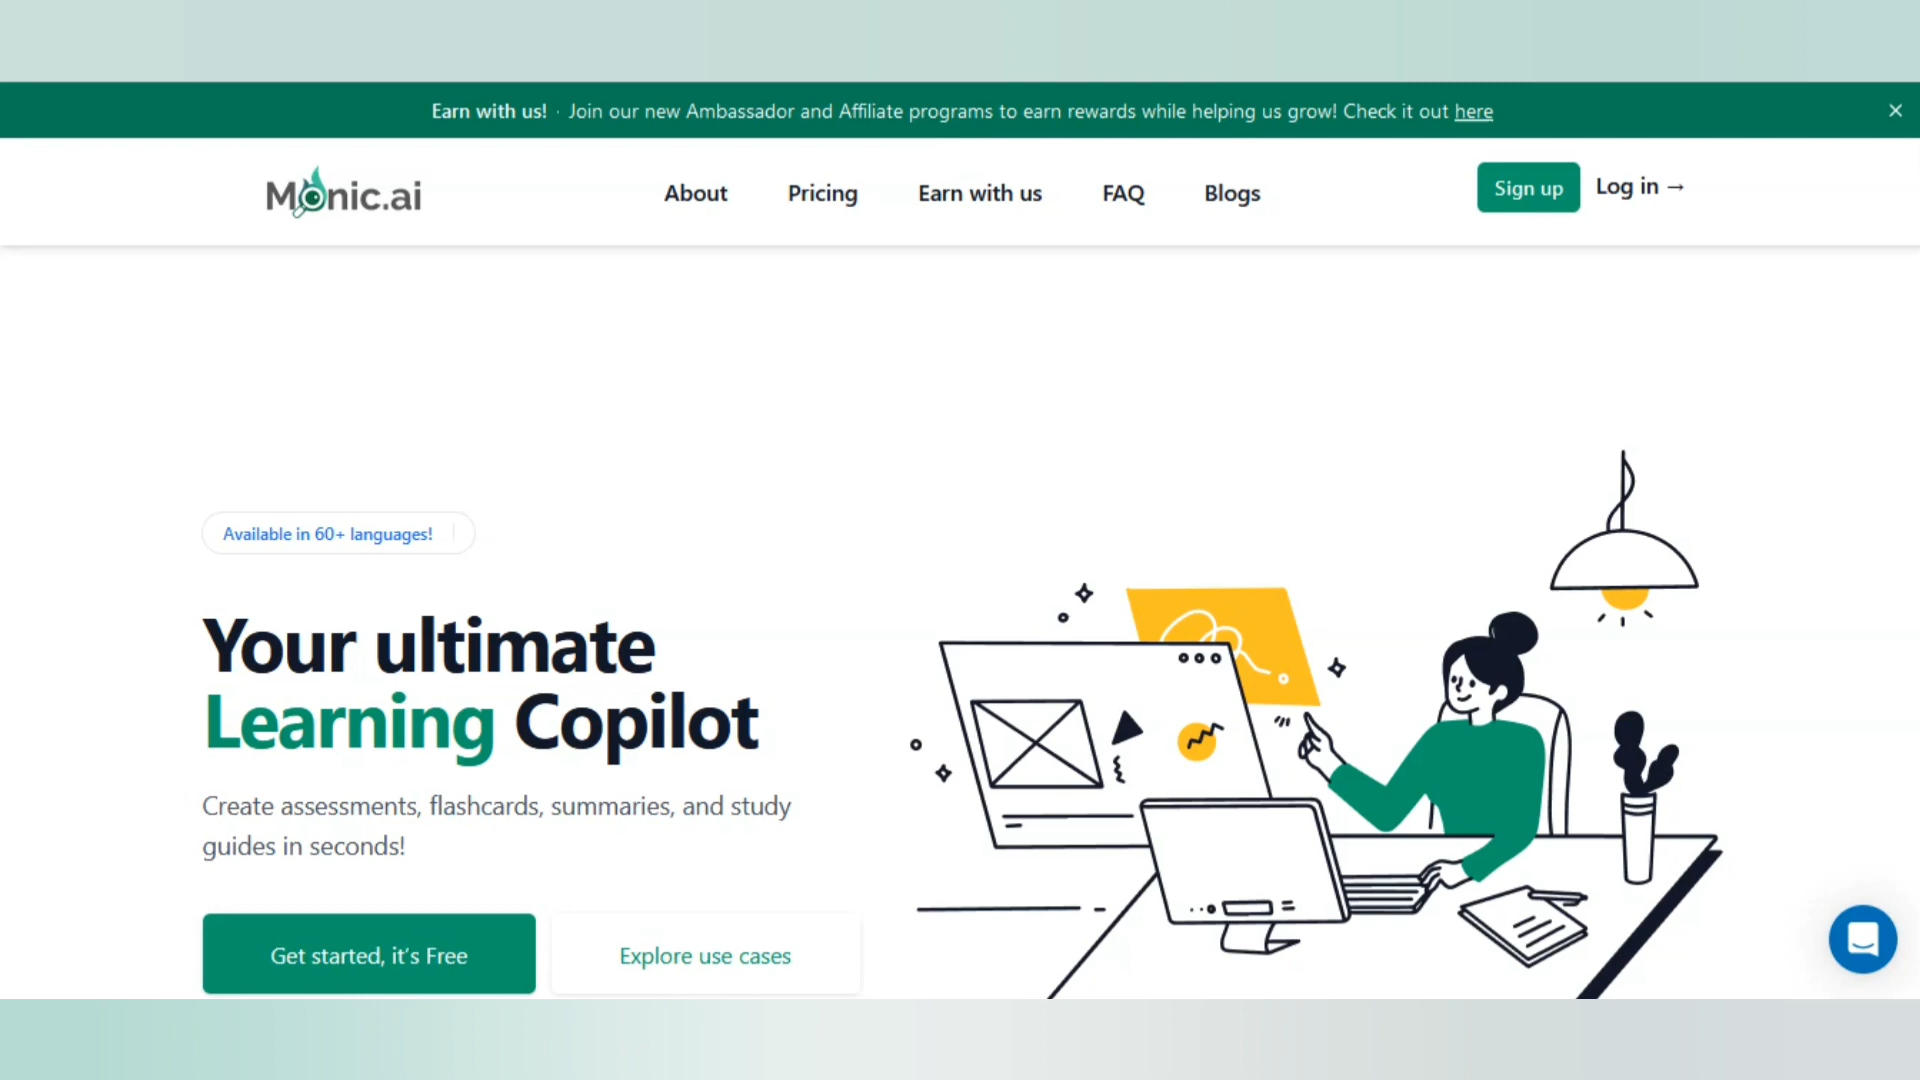 Earn with us! · Join our new Ambassador and Affiliate programs to earn rewards while helping us grow! Check it out here
Monic.ai
About
Pricing
Earn with us
FAQ
Blogs
Sign up
Log in →
Available in 60+ languages!
Your ultimate
Learning Copilot
Create assessments, flashcards, summaries, and study
guides in seconds!
Get started, it’s Free
Explore use cases